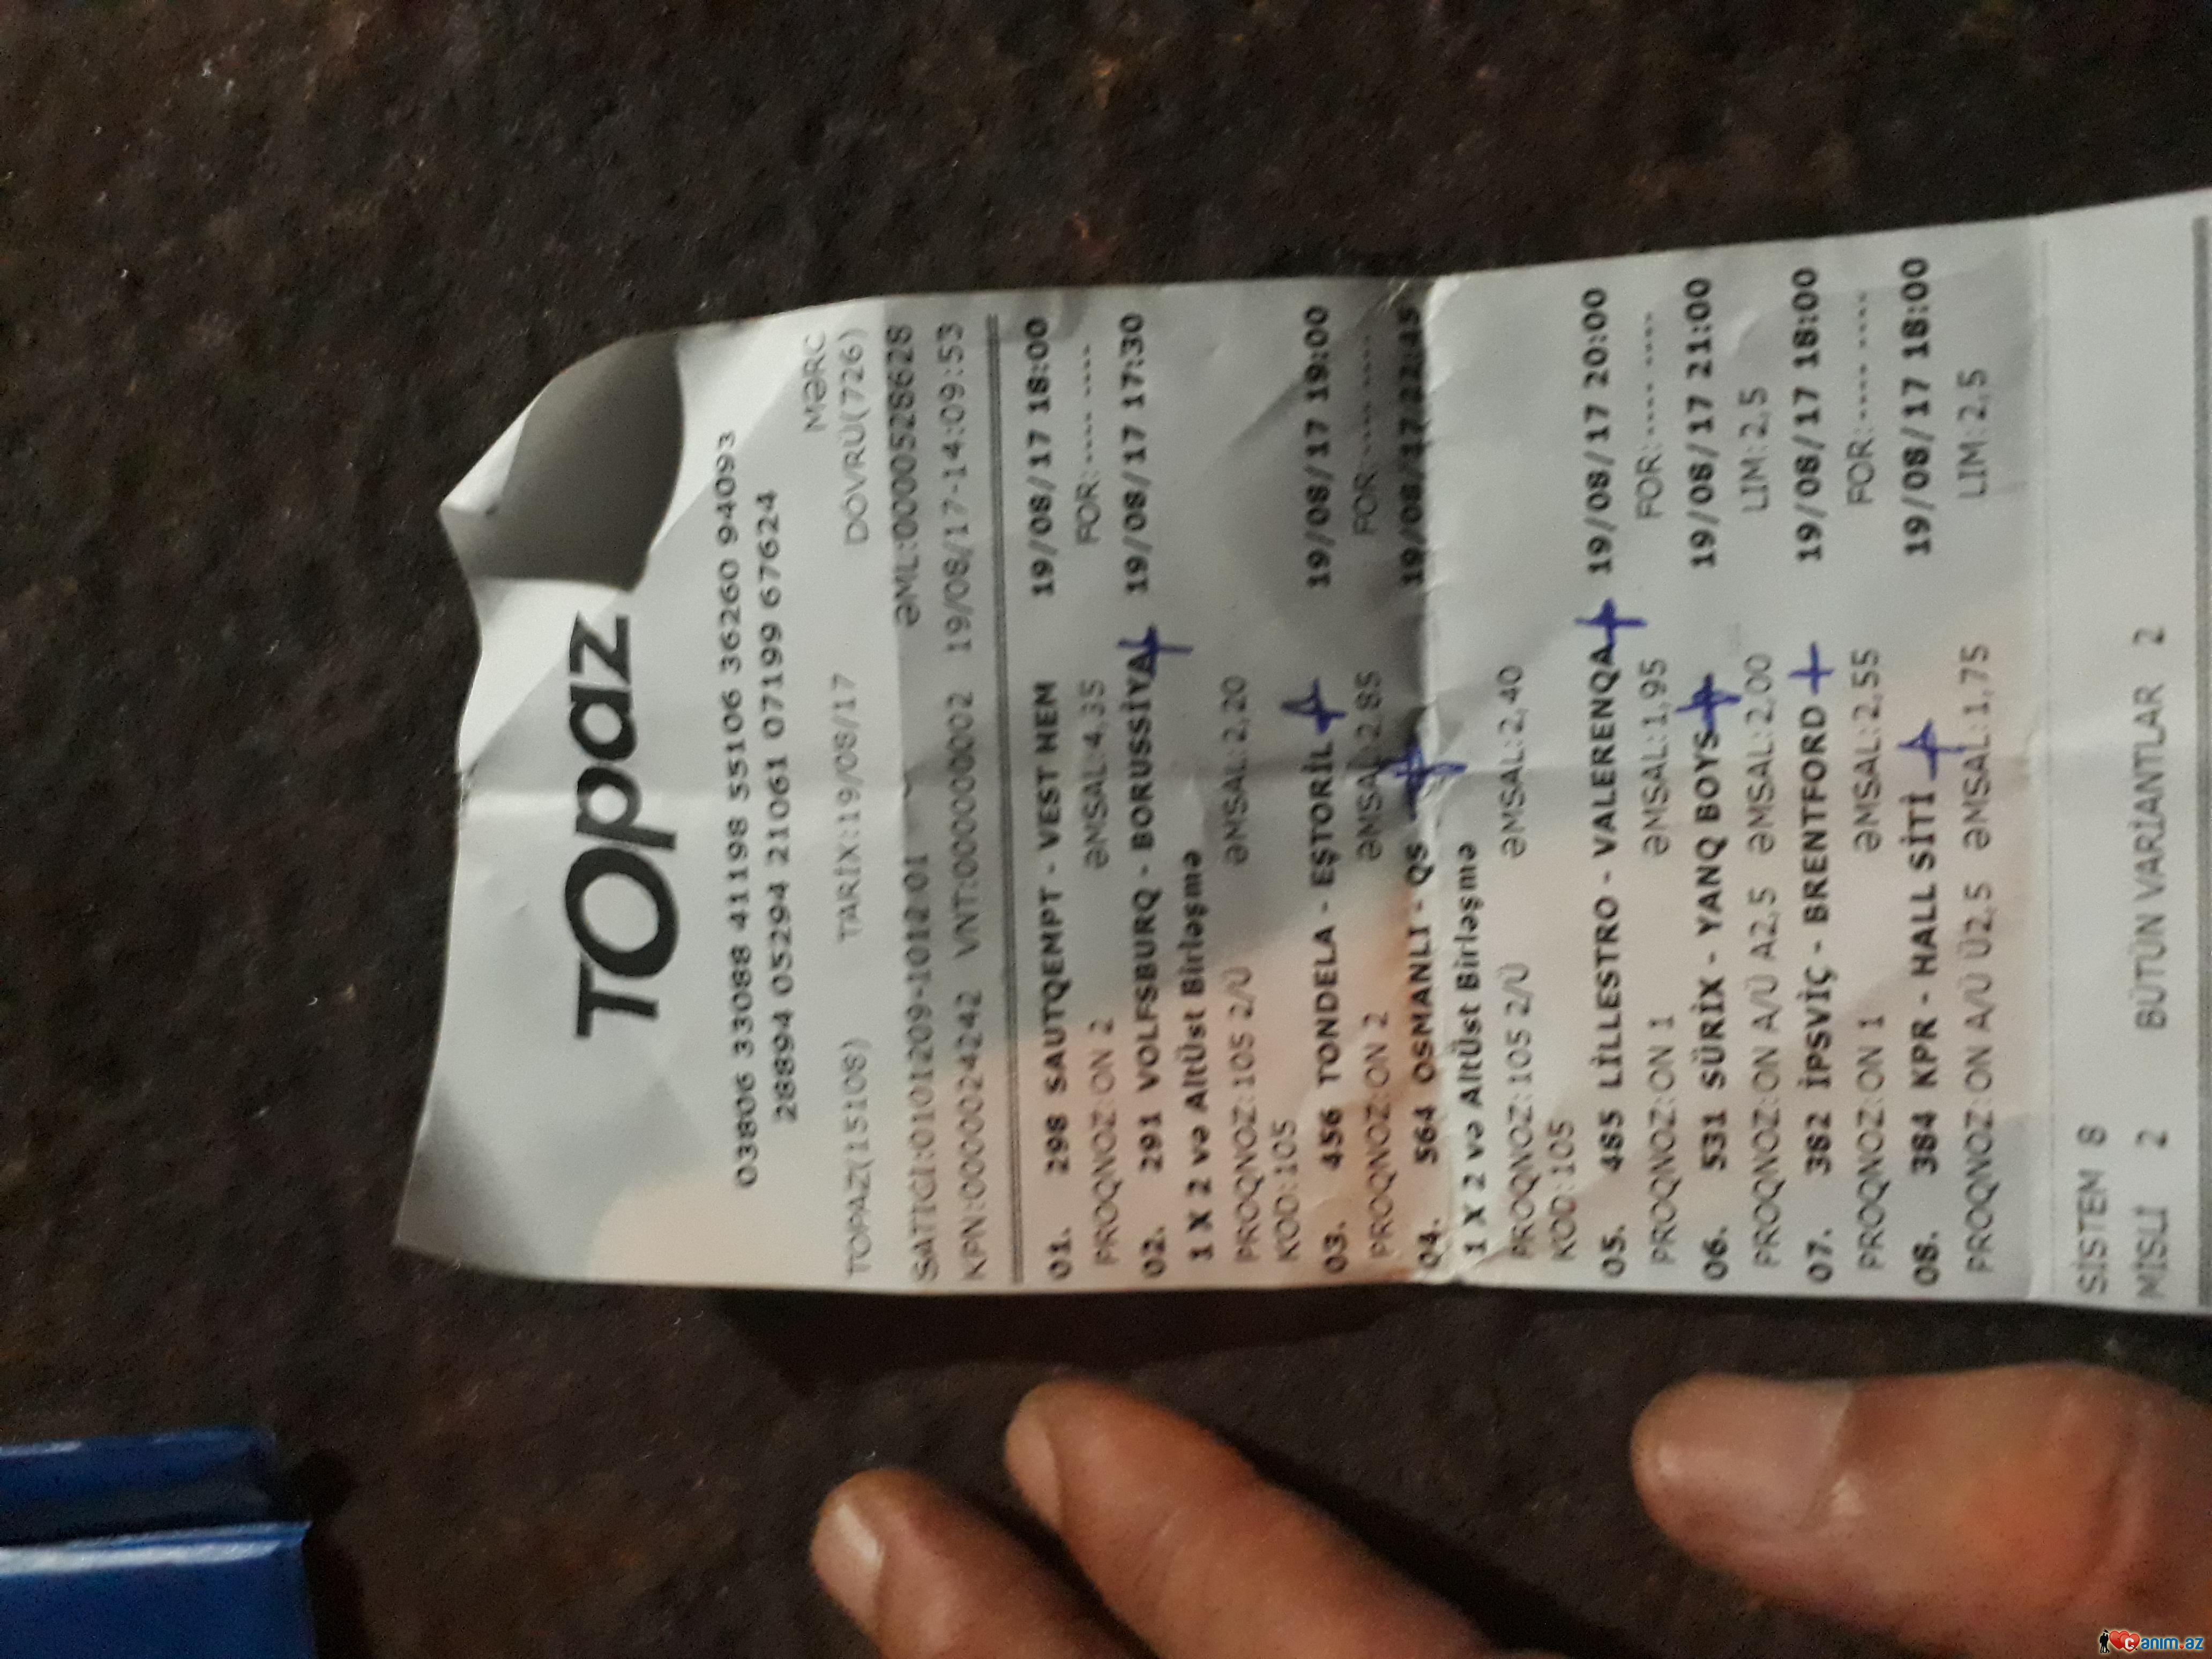 TOpaz
03806 33088 41198 55106 36260 94093
28894 05294 21061 07199 67624
MƏRC
TOPAZ(15108) TARİX:19/08/17 DÖVRÜ(726)
SATICI:0101209-1012 01 ƏML:00005286628
KPN:00000024242 VNT:0000000002 19/08/17-14:09:53
01. 298 SAUTQEMPT - VEST HEM 19/08/17 18:00
PROQNOZ:ON 2 ƏMSAL:4,35 FOR:---- ----
02. 291 VOLFSBURQ - BORUSSİYA 19/08/17 17:30
1 X 2 və AltÜst Birləşmə
PROQNOZ:105 2/Ü ƏMSAL:2,20
KOD:105
03. 456 TONDELA - EŞTORİL 19/08/17 19:00
PROQNOZ:ON 2 ƏMSAL:2,85 FOR:---- ----
04. 564 OSMANLI - QS 19/08/17 22:45
1 X 2 və AltÜst Birləşmə
PROQNOZ:105 2/Ü ƏMSAL:2,40
KOD:105
05. 485 LİLLESTRO - VALERENQA 19/08/17 20:00
PROQNOZ:ON 1 ƏMSAL:1,95 FOR:---- ----
06. 531 SÜRİX - YANQ BOYS 19/08/17 21:00
PROQNOZ:ON A/Ü A2,5 ƏMSAL:2,00 LIM:2,5
07. 382 İPSVİÇ - BRENTFORD 19/08/17 18:00
PROQNOZ:ON 1 ƏMSAL:2,55 FOR:---- ----
08. 384 KPR - HALL SİTİ 19/08/17 18:00
PROQNOZ:ON A/Ü Ü2,5 ƏMSAL:1,75 LIM:2,5
SİSTEM 8
MİSLİ 2 BÜTÜN VARİANTLAR 2
canım.az